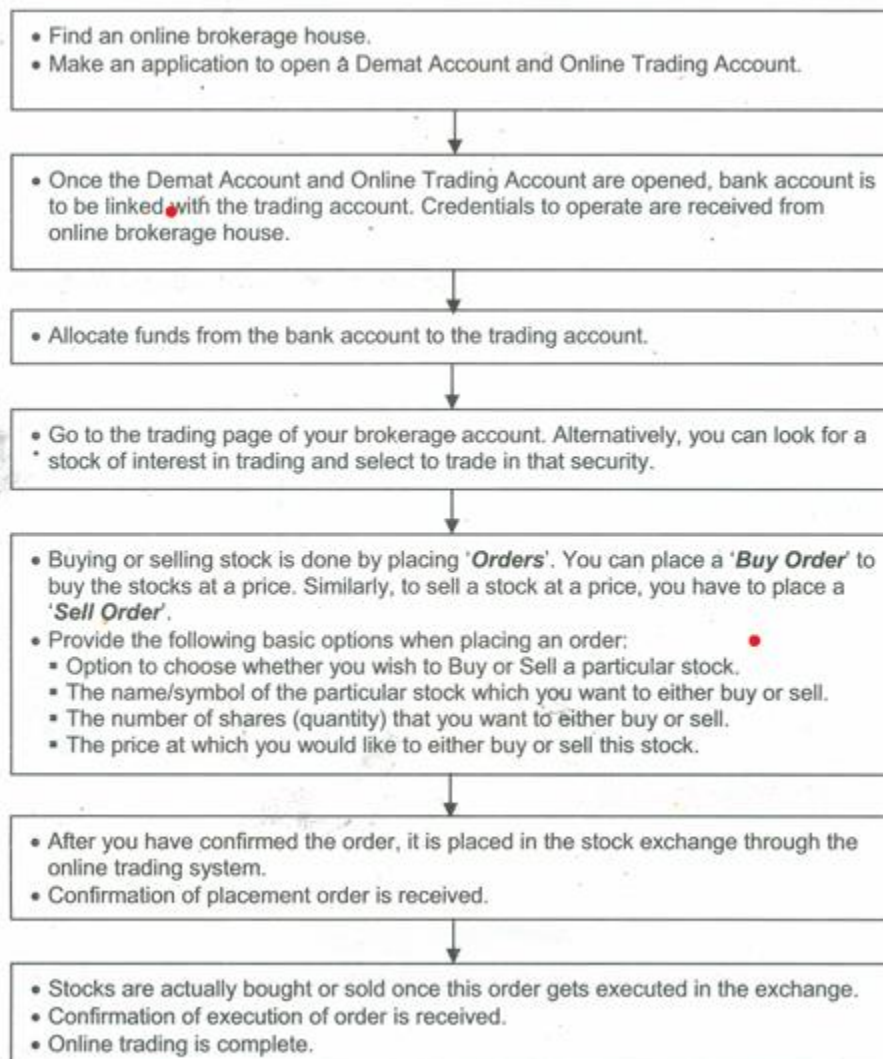 • Find an online brokerage house.
• Make an application to open a Demat Account and Online Trading Account.
• Once the Demat Account and Online Trading Account are opened, bank account is
to be linked with the trading account. Credentials to operate are received from
online brokerage house.
• Allocate funds from the bank account to the trading account.
• Go to the trading page of your brokerage account. Alternatively, you can look for a
stock of interest in trading and select to trade in that security.
• Buying or selling stock is done by placing 'Orders'. You can place a 'Buy Order' to
buy the stocks at a price. Similarly, to sell a stock at a price, you have to place a
'Sell Order'.
• Provide the following basic options when placing an order:
▪ Option to choose whether you wish to Buy or Sell a particular stock.
▪ The name/symbol of the particular stock which you want to either buy or sell.
▪ The number of shares (quantity) that you want to either buy or sell.
▪ The price at which you would like to either buy or sell this stock.
• After you have confirmed the order, it is placed in the stock exchange through the
online trading system.
• Confirmation of placement order is received.
• Stocks are actually bought or sold once this order gets executed in the exchange.
• Confirmation of execution of order is received.
• Online trading is complete.